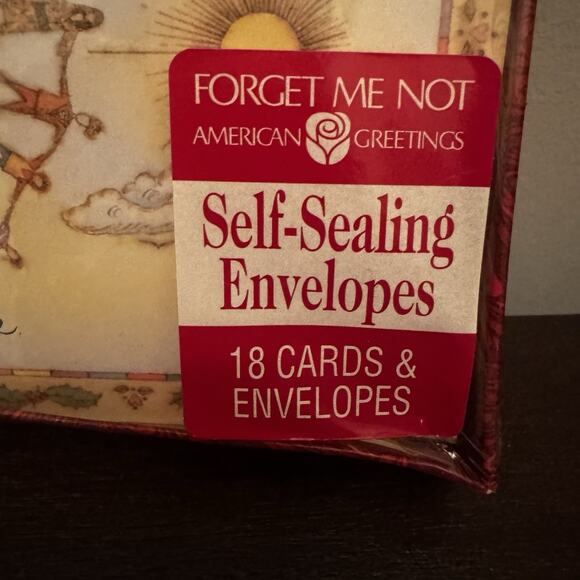 FORGET ME NOT
AMERICAN GREETINGS
Self-Sealing
Envelopes
18 CARDS &
ENVELOPES